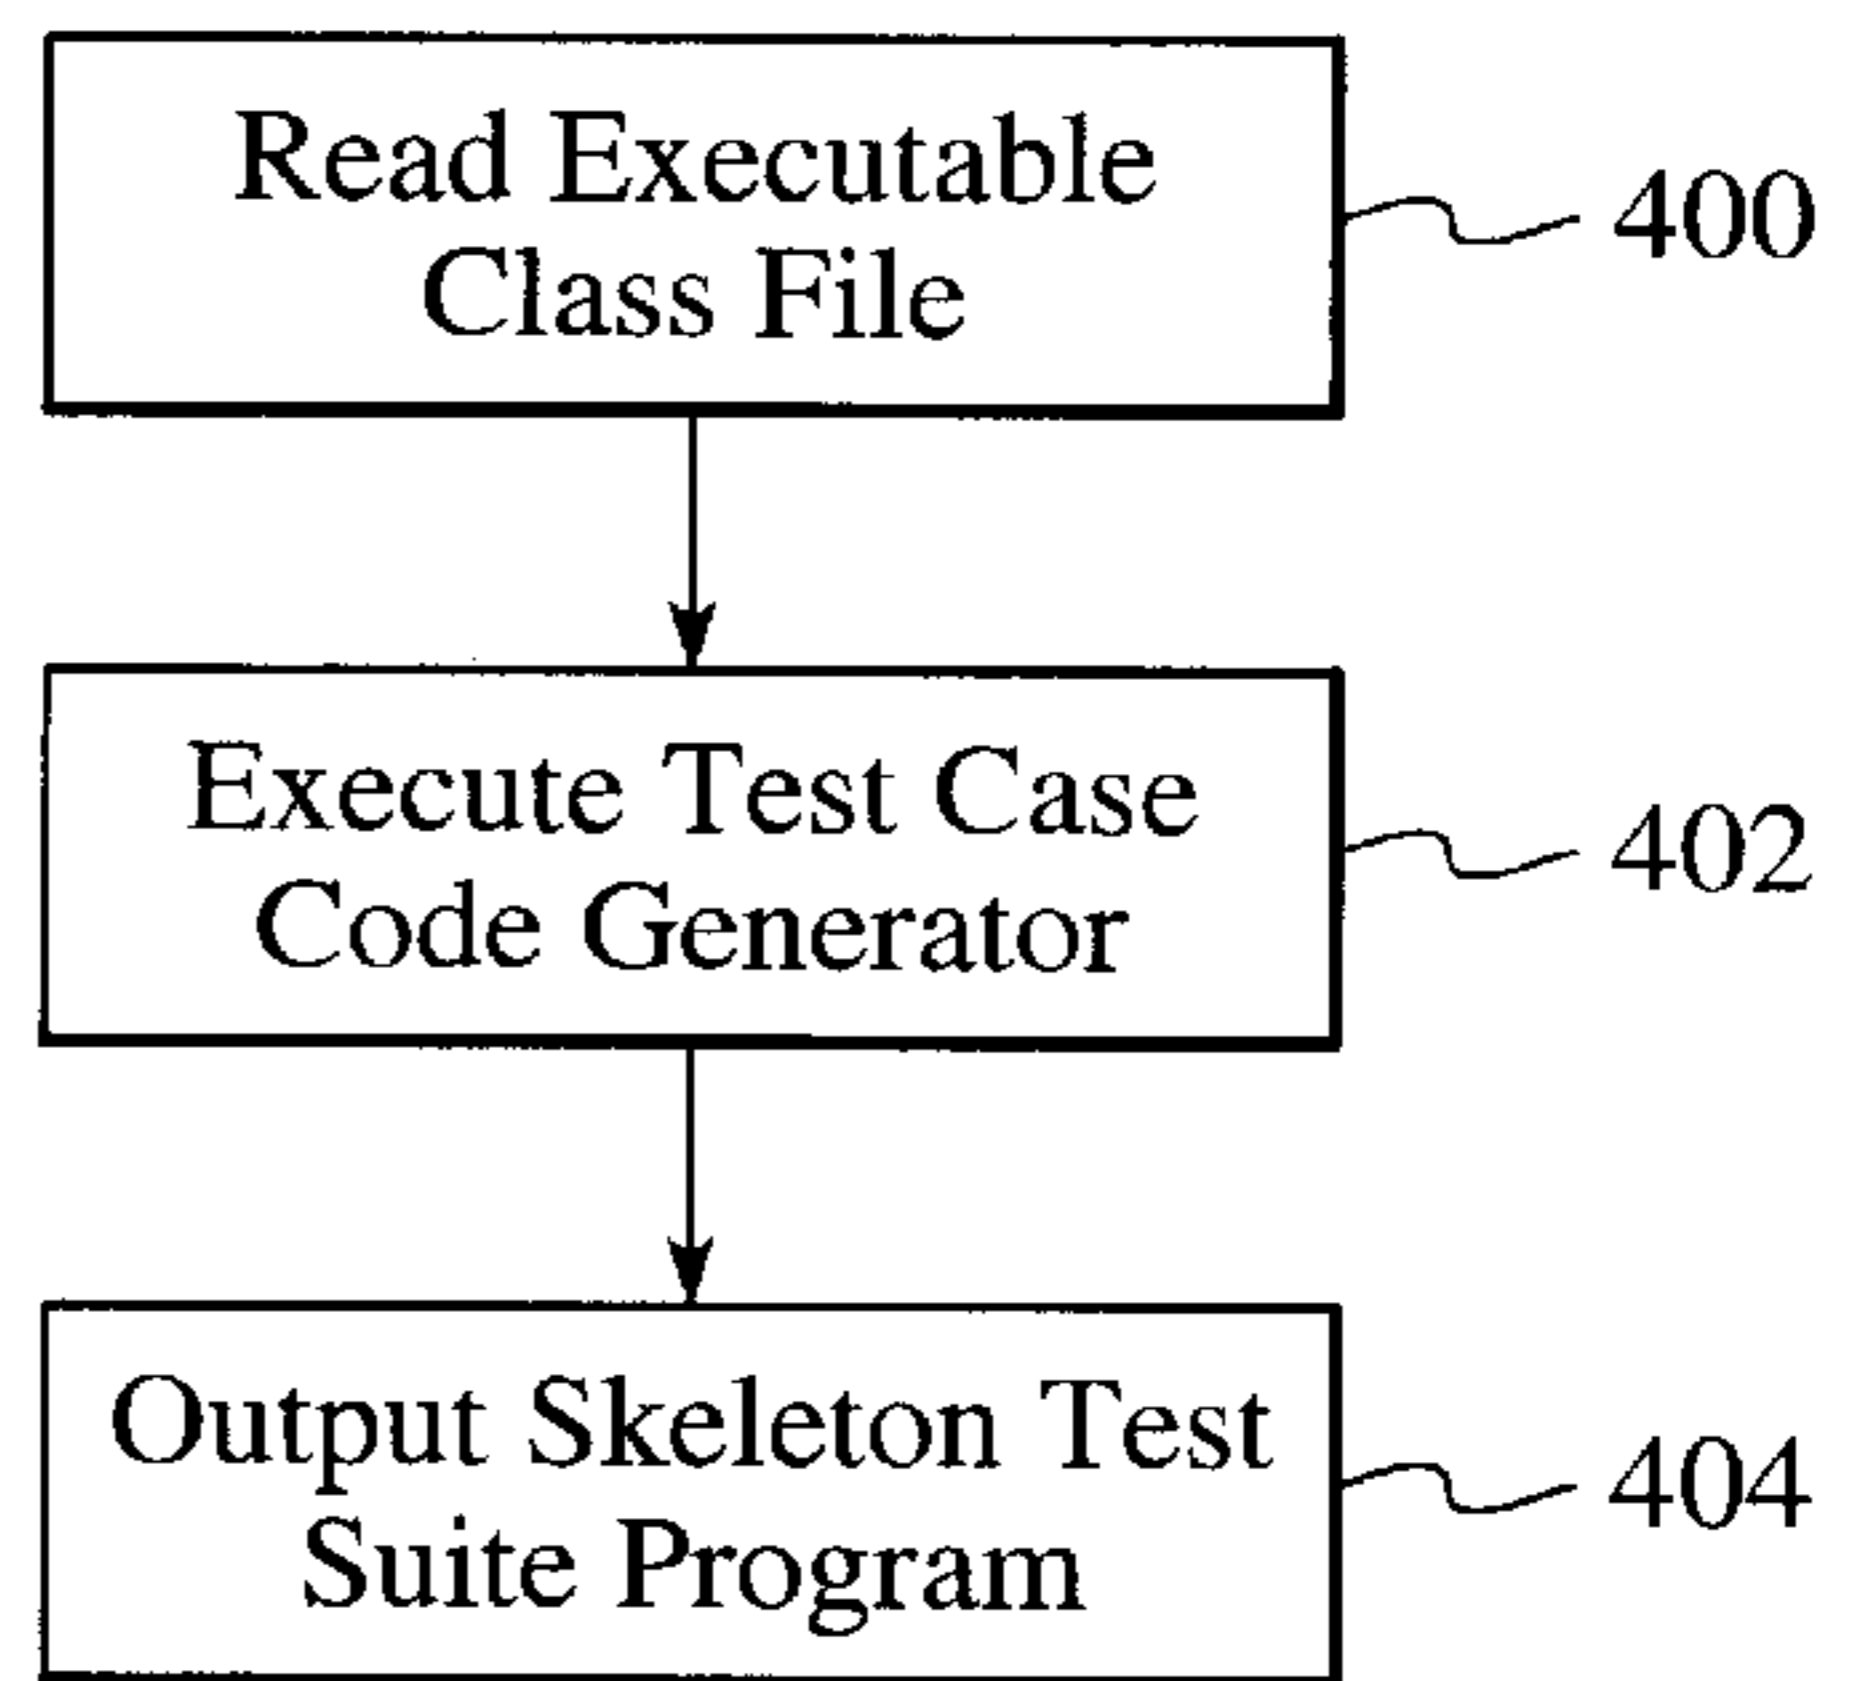 Read Executable
Class File
400
Execute Test Case
Code Generator
402
Output Skeleton Test
Suite Program
404